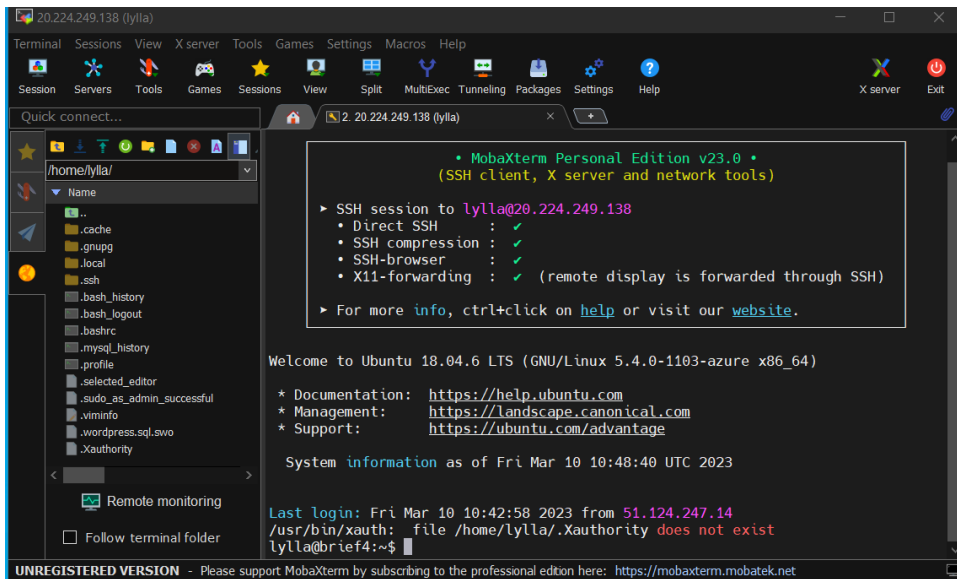 20.224.249.138 (lylla)
Terminal Sessions View X server Tools Games Settings Macros Help
Session Servers Tools Games Sessions View Split MultiExec Tunneling Packages Settings Help X server Exit
Quick connect...
2. 20.224.249.138 (lylla)
/home/lylla/
Name
..
.cache
.gnupg
.local
.ssh
.bash_history
.bash_logout
.bashrc
.mysql_history
.profile
.selected_editor
.sudo_as_admin_successful
.viminfo
.wordpress.sql.swo
.Xauthority
Remote monitoring
Follow terminal folder
• MobaXterm Personal Edition v23.0 •
(SSH client, X server and network tools)
➤ SSH session to lylla@20.224.249.138
• Direct SSH : ✔
• SSH compression : ✔
• SSH-browser : ✔
• X11-forwarding : ✔ (remote display is forwarded through SSH)
➤ For more info, ctrl+click on help or visit our website.
Welcome to Ubuntu 18.04.6 LTS (GNU/Linux 5.4.0-1103-azure x86_64)
* Documentation: https://help.ubuntu.com
* Management: https://landscape.canonical.com
* Support: https://ubuntu.com/advantage
System information as of Fri Mar 10 10:48:40 UTC 2023
Last login: Fri Mar 10 10:42:58 2023 from 51.124.247.14
/usr/bin/xauth: file /home/lylla/.Xauthority does not exist
lylla@brief4:~$
UNREGISTERED VERSION - Please support MobaXterm by subscribing to the professional edition here: https://mobaxterm.mobatek.net